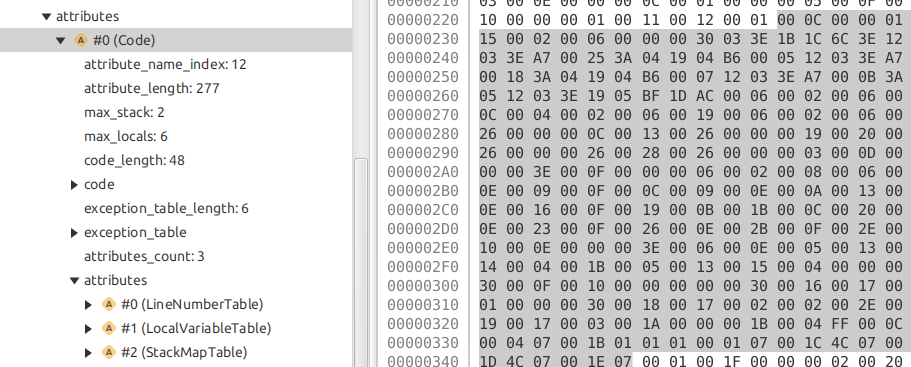 attributes
#0 (Code)
attribute_name_index: 12
attribute_length: 277
max_stack: 2
max_locals: 6
code_length: 48
code
exception_table_length: 6
exception_table
attributes_count: 3
attributes
#0 (LineNumberTable)
#1 (LocalVariableTable)
#2 (StackMapTable)
00000210 03 00 0E 00 00 00 0C 00 01 00 00 00 05 00 0F 00
00000220 10 00 00 00 01 00 11 00 12 00 01 00 0C 00 00 01
00000230 15 00 02 00 06 00 00 00 30 03 3E 1B 1C 6C 3E 12
00000240 03 3E A7 00 25 3A 04 19 04 B6 00 05 12 03 3E A7
00000250 00 18 3A 04 19 04 B6 00 07 12 03 3E A7 00 0B 3A
00000260 05 12 03 3E 19 05 BF 1D AC 00 06 00 02 00 06 00
00000270 0C 00 04 00 02 00 06 00 19 00 06 00 02 00 06 00
00000280 26 00 00 00 0C 00 13 00 26 00 00 00 19 00 20 00
00000290 26 00 00 00 26 00 28 00 26 00 00 00 03 00 0D 00
000002A0 00 00 3E 00 0F 00 00 00 06 00 02 00 08 00 06 00
000002B0 0E 00 09 00 0F 00 0C 00 09 00 0E 00 0A 00 13 00
000002C0 0E 00 16 00 0F 00 19 00 0B 00 1B 00 0C 00 20 00
000002D0 0E 00 23 00 0F 00 26 00 0E 00 2B 00 0F 00 2E 00
000002E0 10 00 0E 00 00 00 3E 00 06 00 0E 00 05 00 13 00
000002F0 14 00 04 00 1B 00 05 00 13 00 15 00 04 00 00 00
00000300 30 00 0F 00 10 00 00 00 00 00 30 00 16 00 17 00
00000310 01 00 00 00 30 00 18 00 17 00 02 00 02 00 2E 00
00000320 19 00 17 00 03 00 1A 00 00 00 1B 00 04 FF 00 0C
00000330 00 04 07 00 1B 01 01 01 00 01 07 00 1C 4C 07 00
00000340 1D 4C 07 00 1E 07 00 01 00 1F 00 00 00 02 00 20